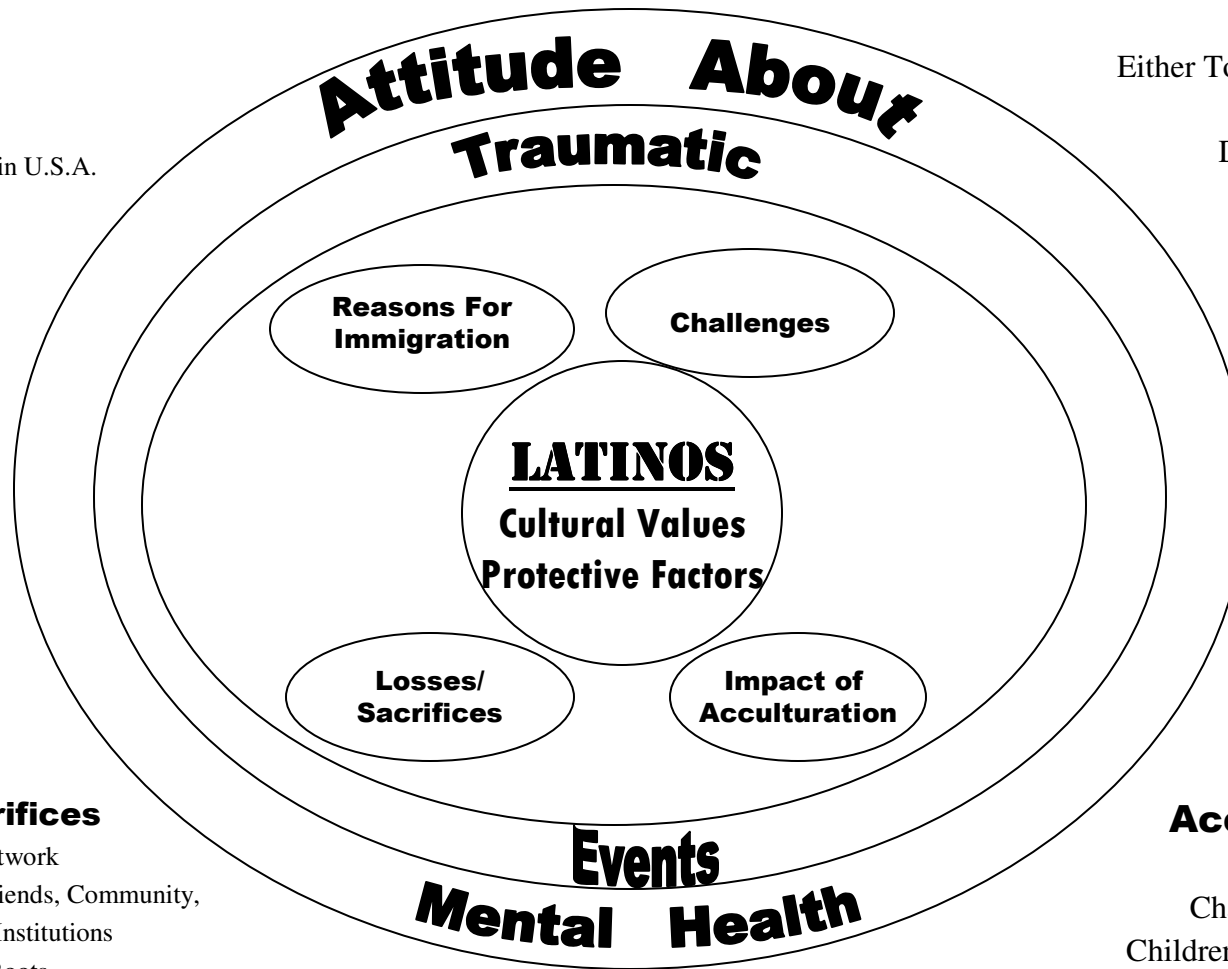 Attitude About
Either To
in U.S.A.
Traumatic
Reasons For
Immigration
Challenges
LATINOS
Cultural Values
Protective Factors
Losses/
Sacrifices
Impact of
Acculturation
rifices
twork
iends, Community,
Institutions
Events
Mental Health
Acc
Ch
Children